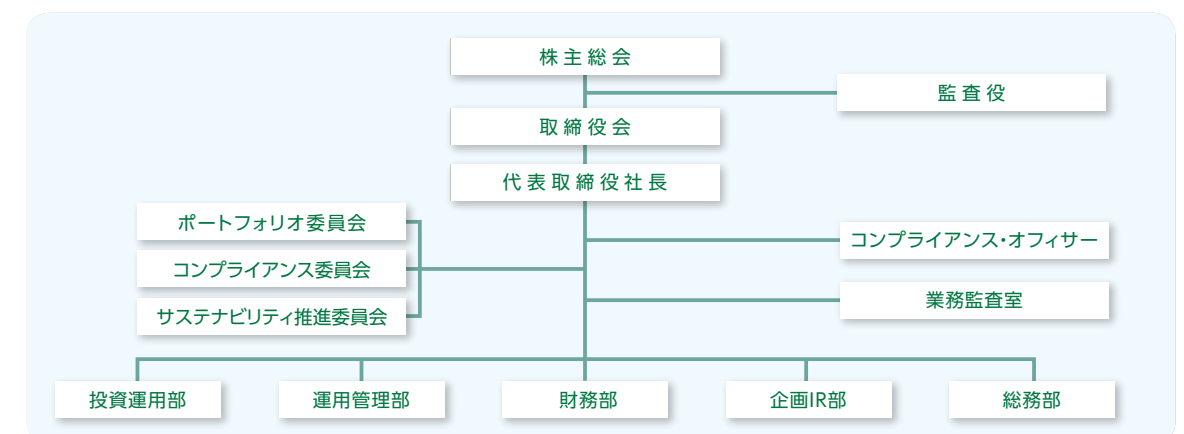 株主総会
監査役
取締役会
代表取締役社長
ポートフォリオ委員会
コンプライアンス・オフィサー
コンプライアンス委員会
業務監査室
サステナビリティ推進委員会
投資運用部
運用管理部
財務部
企画IR部
総務部